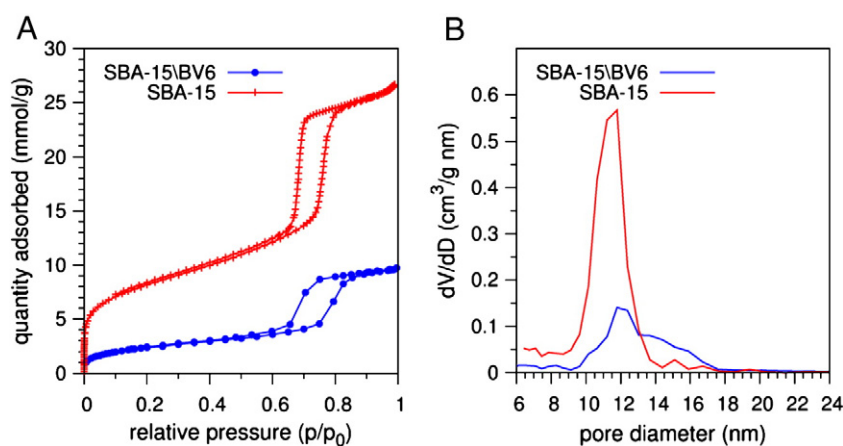 A
quantity adsorbed (mmol/g)
30
25
20
15
10
5
0
SBA-15\BV6
SBA-15
0 0.2 0.4 0.6 0.8 1
relative pressure (p/p0)
B
dV/dD (cm³/g nm)
0.6
0.5
0.4
0.3
0.2
0.1
0
SBA-15\BV6
SBA-15
6 8 10 12 14 16 18 20 22 24
pore diameter (nm)